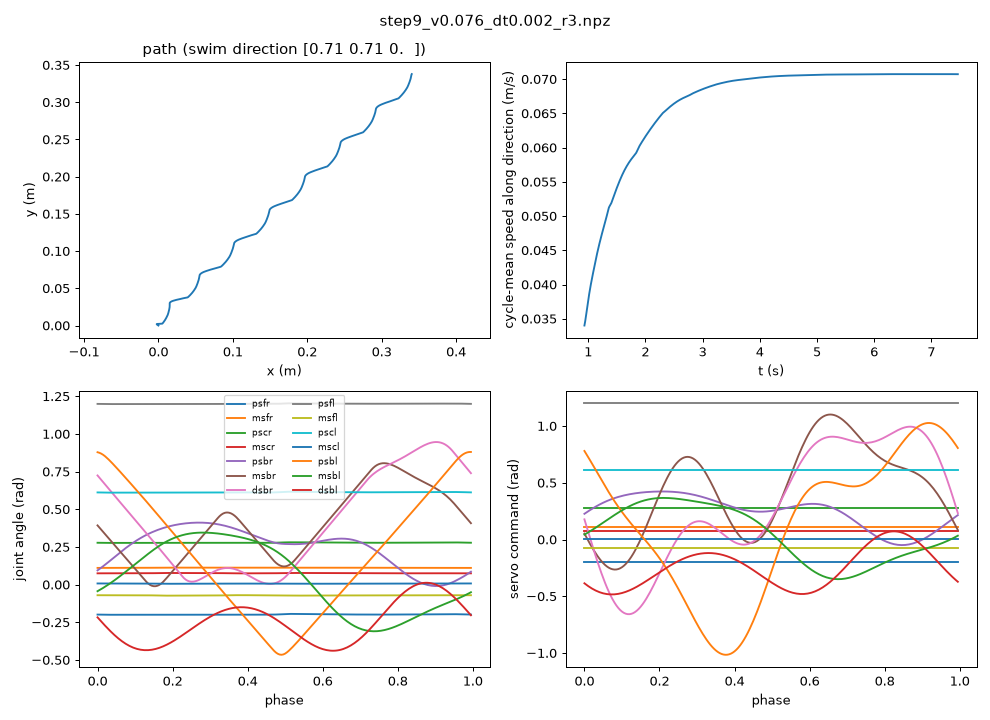 step9_v0.076_dt0.002_r3.npz
path (swim direction [0.71 0.71 0.  ])
0.35
0.30
0.25
0.20
0.15
0.10
0.05
0.00
y (m)
−0.1 0.0 0.1 0.2 0.3 0.4
x (m)
0.070
0.065
0.060
0.055
0.050
0.045
0.040
0.035
cycle-mean speed along direction (m/s)
1 2 3 4 5 6 7
t (s)
1.25
1.00
0.75
0.50
0.25
0.00
−0.25
−0.50
joint angle (rad)
psfr psfl
msfr msfl
pscr pscl
mscr mscl
psbr psbl
msbr msbl
dsbr dsbl
0.0 0.2 0.4 0.6 0.8 1.0
phase
1.0
0.5
0.0
−0.5
−1.0
servo command (rad)
0.0 0.2 0.4 0.6 0.8 1.0
phase